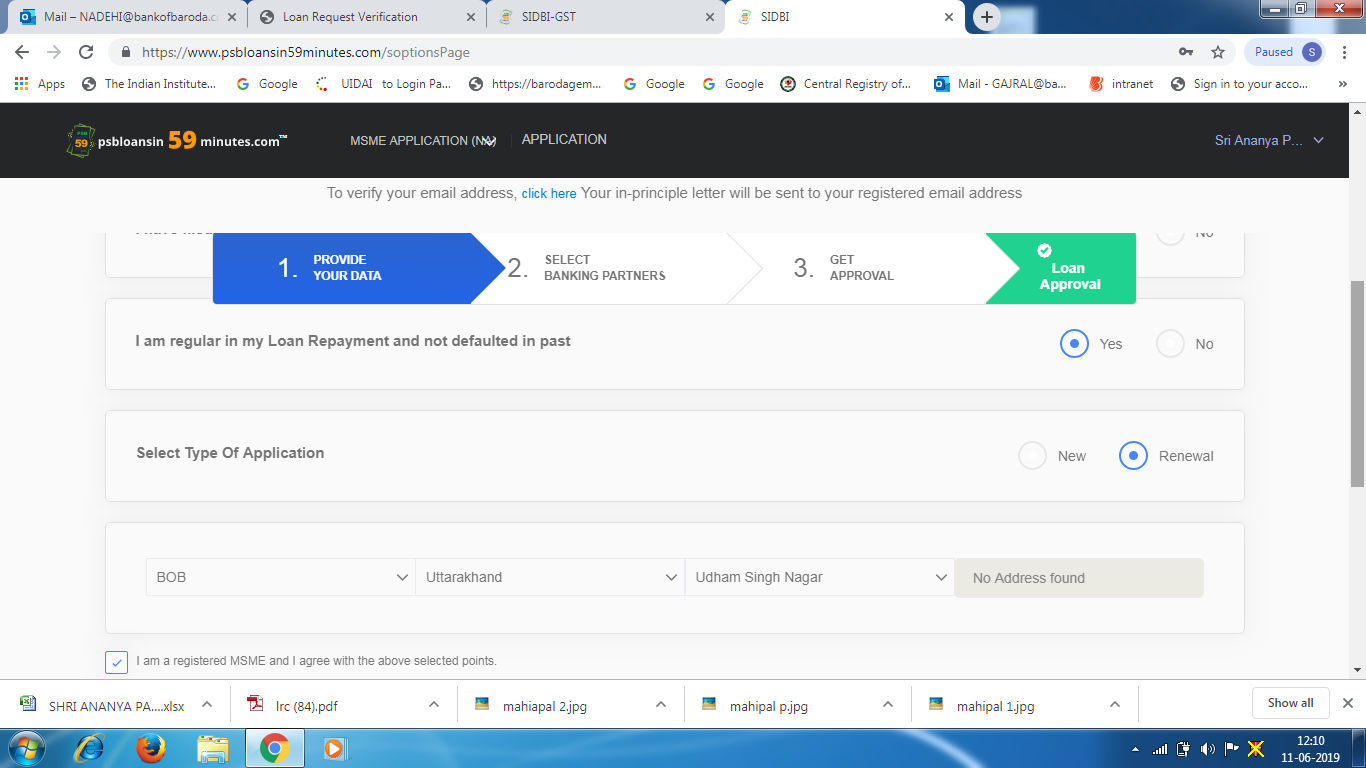 Mail – NADEHI@bankofbaroda.c
Loan Request Verification
SIDBI-GST
SIDBI
https://www.psbloansin59minutes.com/soptionsPage
Paused
S
Apps
The Indian Institute...
Google
UIDAI to Login Pa...
https://barodagem...
Google
Google
Central Registry of...
Mail - GAJRAL@ba...
intranet
Sign in to your acco...
»
psbloansin 59 minutes.com™
MSME APPLICATION (NA)
APPLICATION
Sri Ananya P...
To verify your email address, click here Your in-principle letter will be sent to your registered email address
No
1. PROVIDE YOUR DATA
2. SELECT BANKING PARTNERS
3. GET APPROVAL
Loan Approval
I am regular in my Loan Repayment and not defaulted in past
Yes
No
Select Type Of Application
New
Renewal
BOB
Uttarakhand
Udham Singh Nagar
No Address found
I am a registered MSME and I agree with the above selected points.
SHRI ANANYA PA....xlsx
lrc (84).pdf
mahiapal 2.jpg
mahipal p.jpg
mahipal 1.jpg
Show all
12:10
11-06-2019